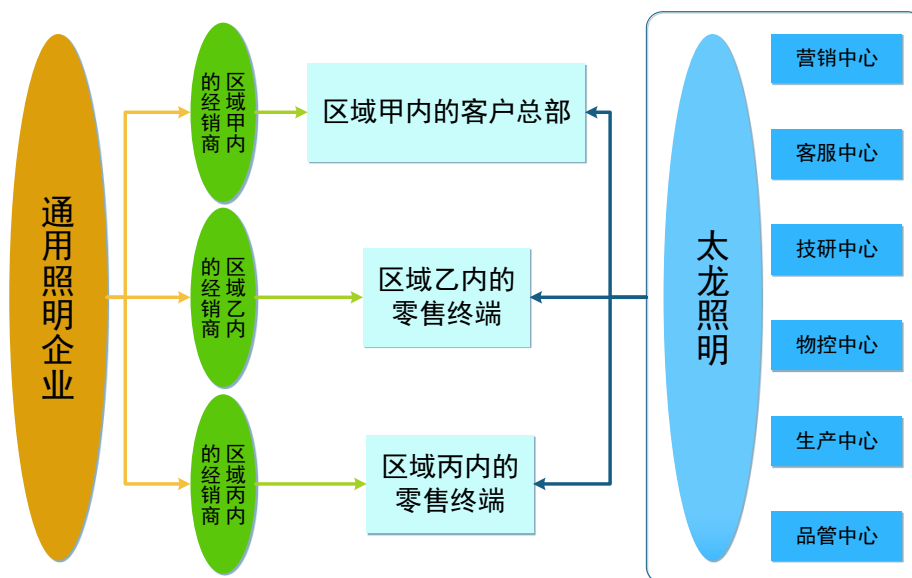 通用照明企业
区域甲内
的经销商
区域甲内的客户总部
区域乙内
的经销商
区域乙内的
零售终端
区域丙内
的经销商
区域丙内的
零售终端
太龙照明
营销中心
客服中心
技研中心
物控中心
生产中心
品管中心